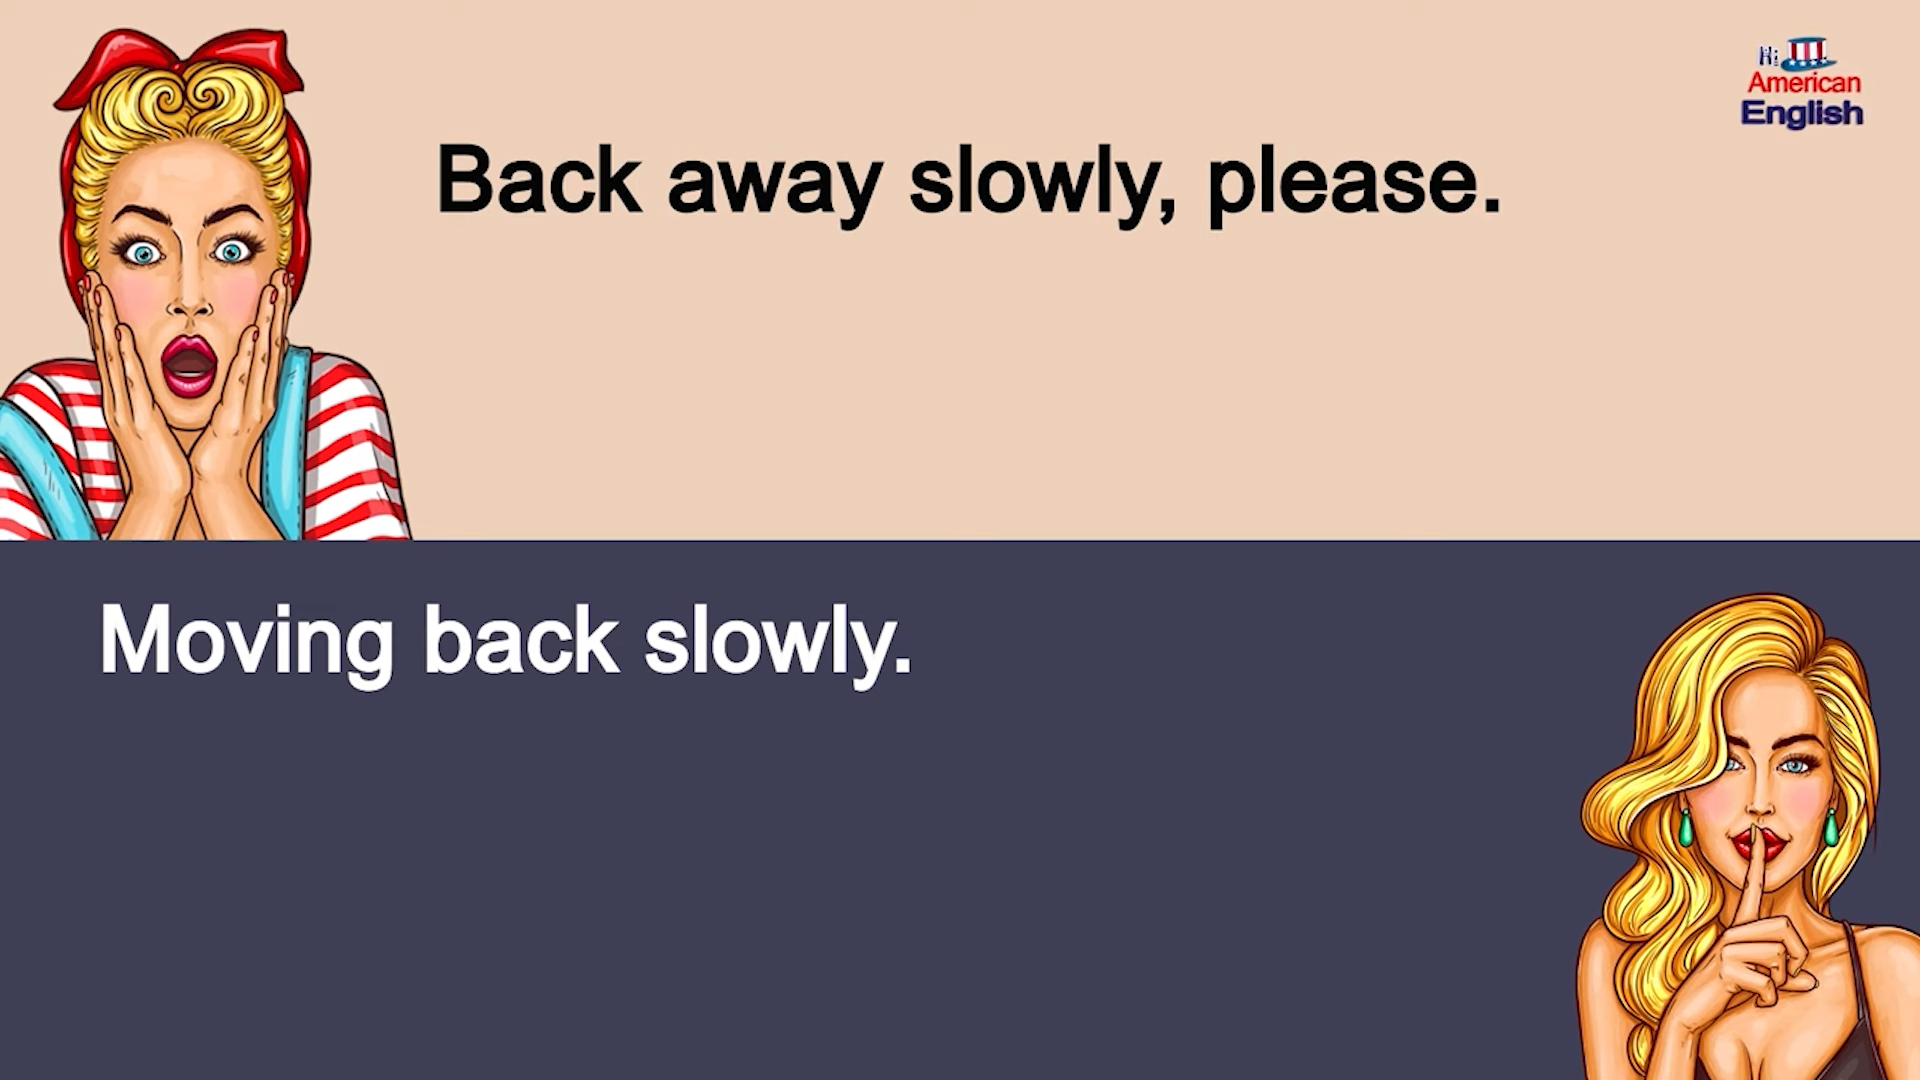 Hi
American
English
Back away slowly, please.
Moving back slowly.